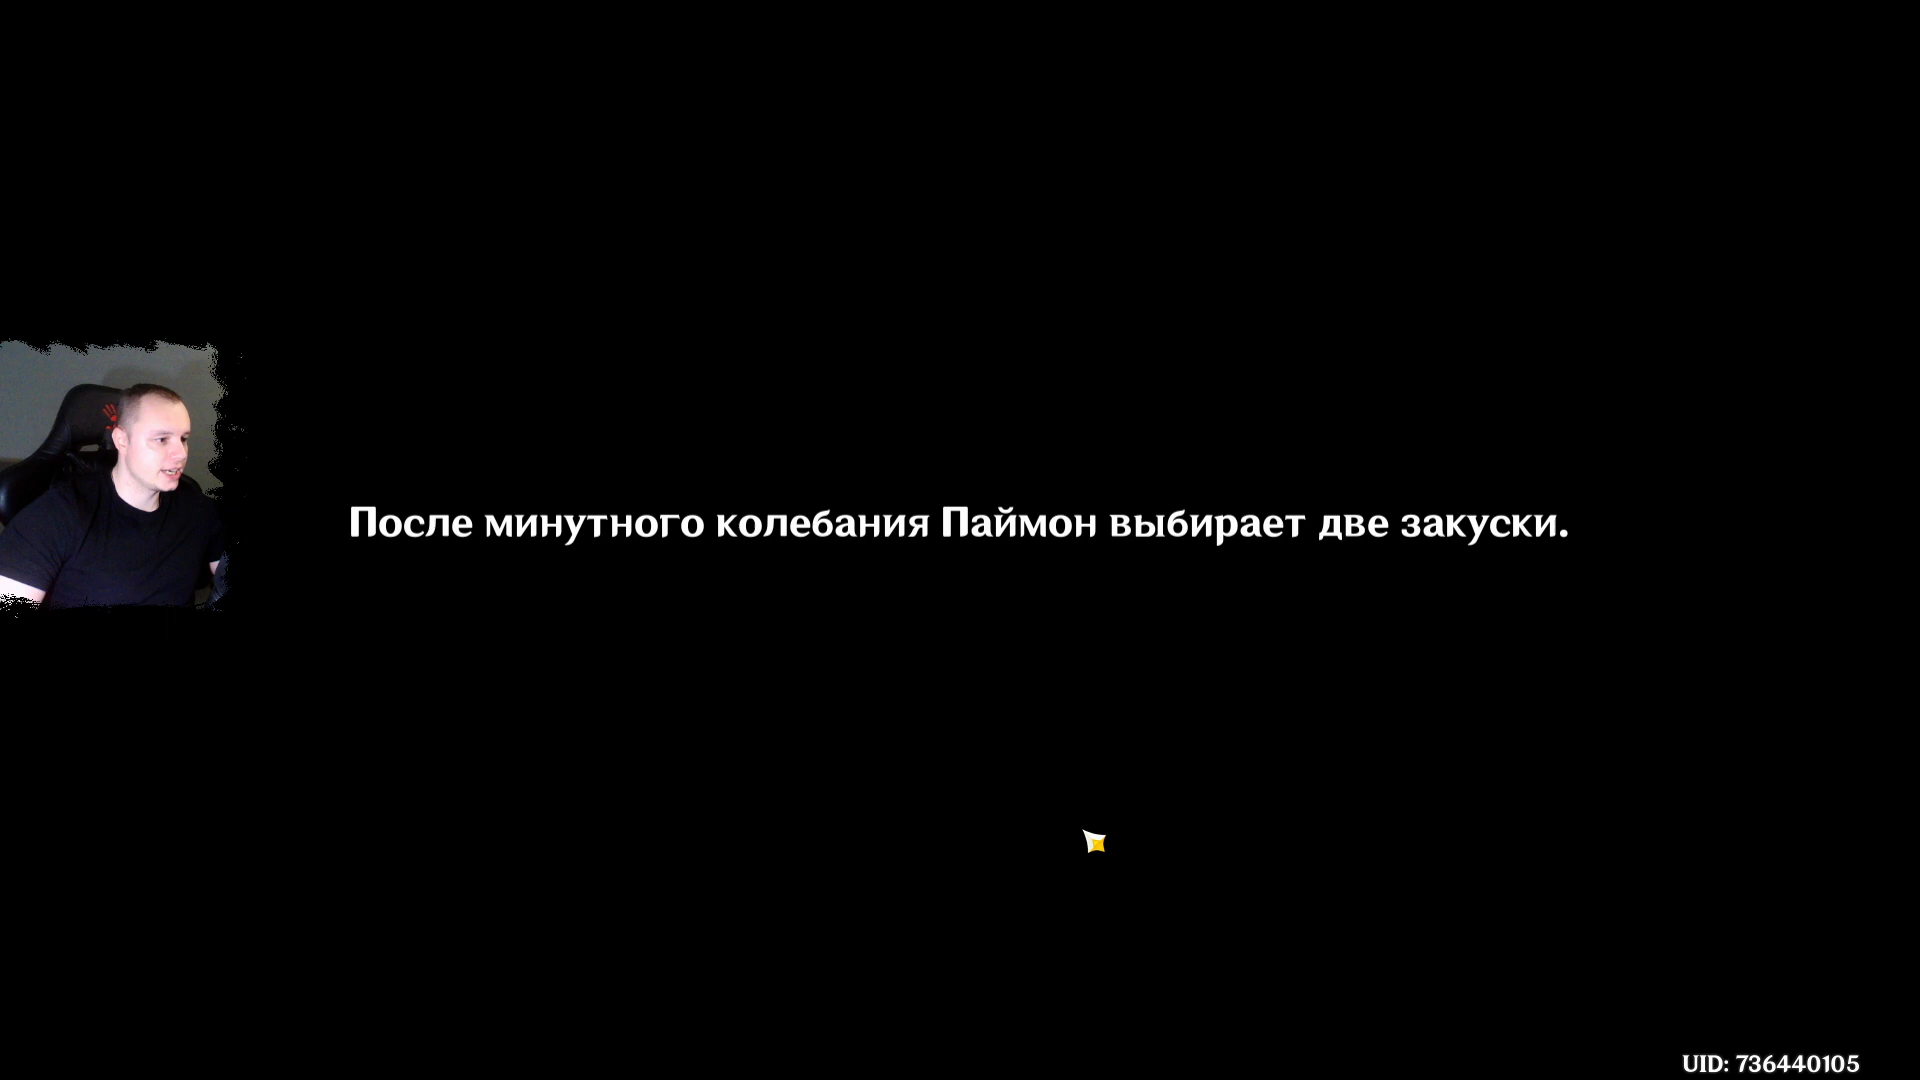 После минутного колебания Паймон выбирает две закуски.
UID: 736440105